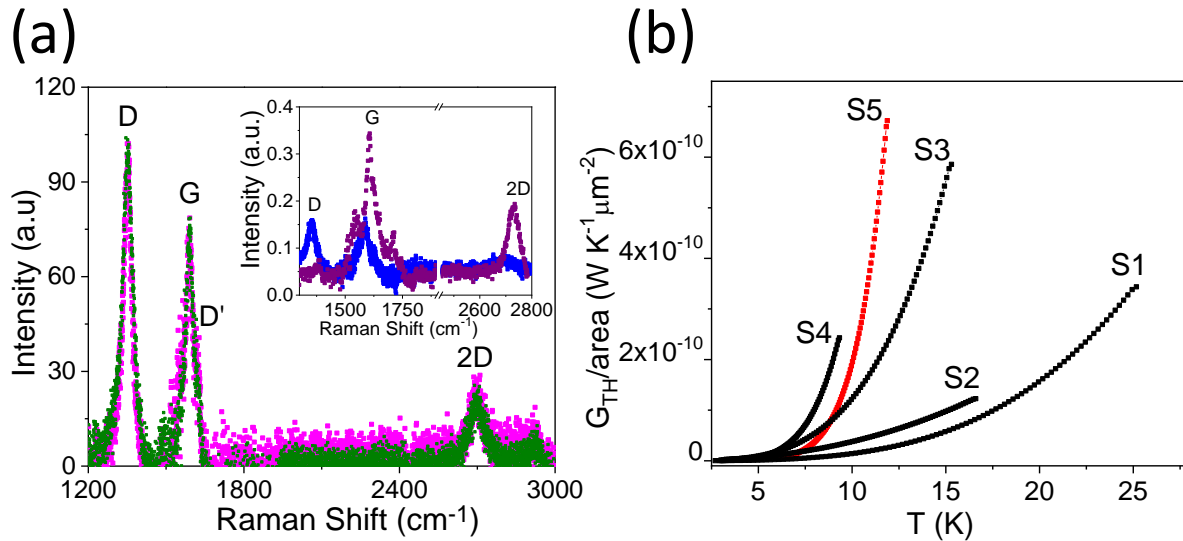 (a)
120
90
60
30
0
Intensity (a.u)
D
G
D'
2D
1200 1800 2400 3000
Raman Shift (cm-1)
0.4
0.3
0.2
0.1
0.0
Intensity (a.u.)
D
G
2D
1500 1750 2600 2800
Raman Shift (cm-1)
(b)
6x10-10
4x10-10
2x10-10
0
GTH/area (W K-1μm-2)
S5
S3
S1
S4
S2
5 10 15 20 25
T (K)